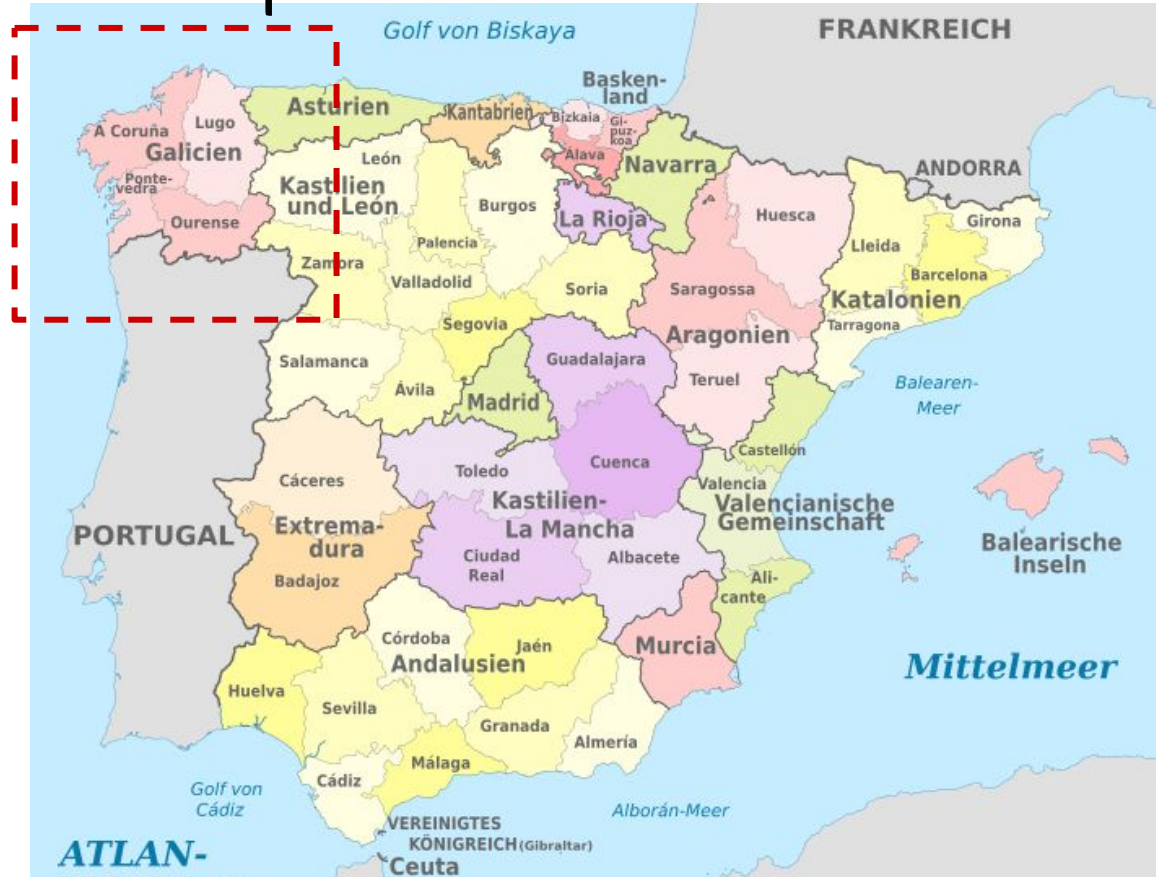 Golf von Biskaya
FRANKREICH
Basken-
land
Asturien
Kantabrien
Bizkaia
Gi-
puz-
koa
A Coruña
Lugo
Galicien
León
Álava
Navarra
ANDORRA
Ponte-
vedra
Kastilien
und León
Burgos
La Rioja
Huesca
Girona
Ourense
Palencia
Lleida
Zamora
Valladolid
Soria
Saragossa
Barcelona
Katalonien
Segovia
Aragonien
Tarragona
Salamanca
Guadalajara
Ávila
Madrid
Teruel
Balearen-
Meer
Castellón
Cáceres
Toledo
Cuenca
Valencia
Kastilien-
La Mancha
Valencianische
Gemeinschaft
PORTUGAL
Extrema-
dura
Balearische
Inseln
Ciudad
Real
Albacete
Badajoz
Ali-
cante
Córdoba
Jaén
Murcia
Andalusien
Mittelmeer
Huelva
Sevilla
Granada
Almería
Málaga
Cádiz
Golf von
Cádiz
Alborán-Meer
VEREINIGTES
KÖNIGREICH (Gibraltar)
ATLAN-
Ceuta